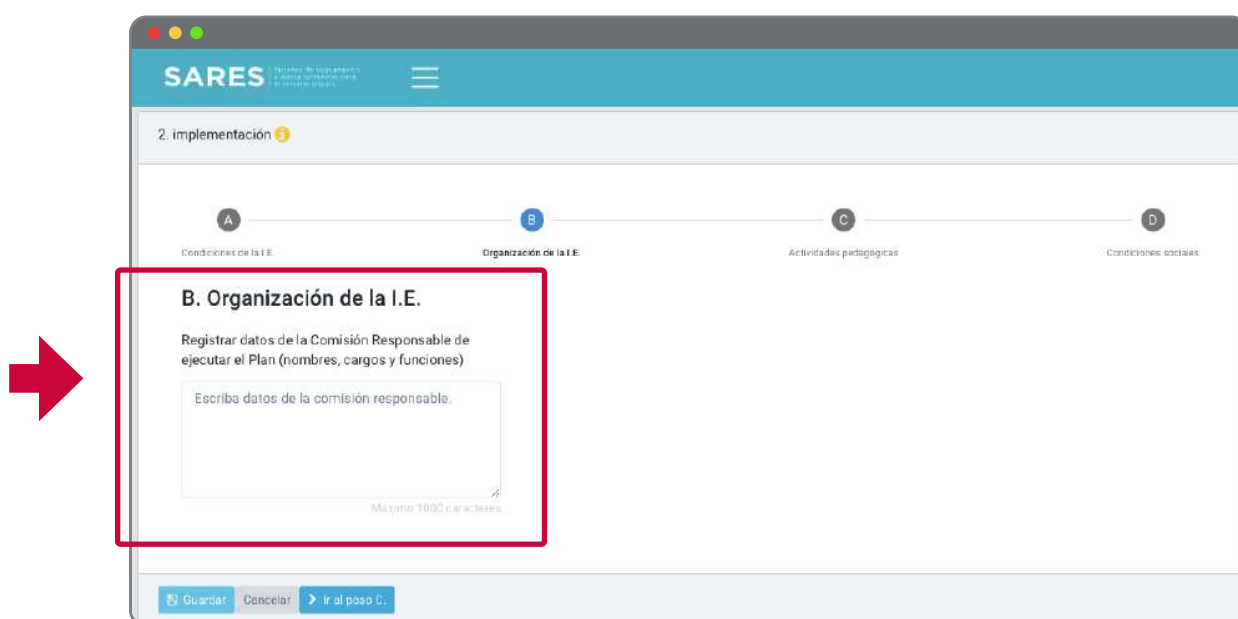 SARES
2. implementación
A
B
C
D
Condiciones de la I.E.
Organización de la I.E.
Actividades pedagógicas
Condiciones sociales
B. Organización de la I.E.
Registrar datos de la Comisión Responsable de
ejecutar el Plan (nombres, cargos y funciones)
Escriba datos de la comisión responsable.
Máximo 1000 caracteres
Guardar
Cancelar
Ir al paso C.